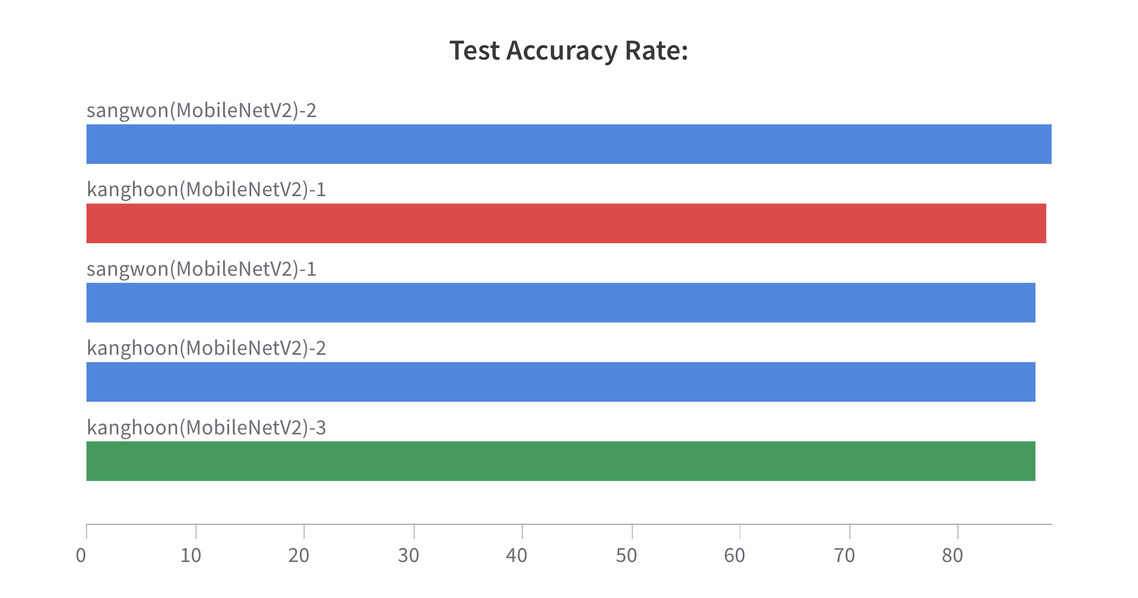 Test Accuracy Rate:
sangwon(MobileNetV2)-2
kanghoon(MobileNetV2)-1
sangwon(MobileNetV2)-1
kanghoon(MobileNetV2)-2
kanghoon(MobileNetV2)-3
0 10 20 30 40 50 60 70 80